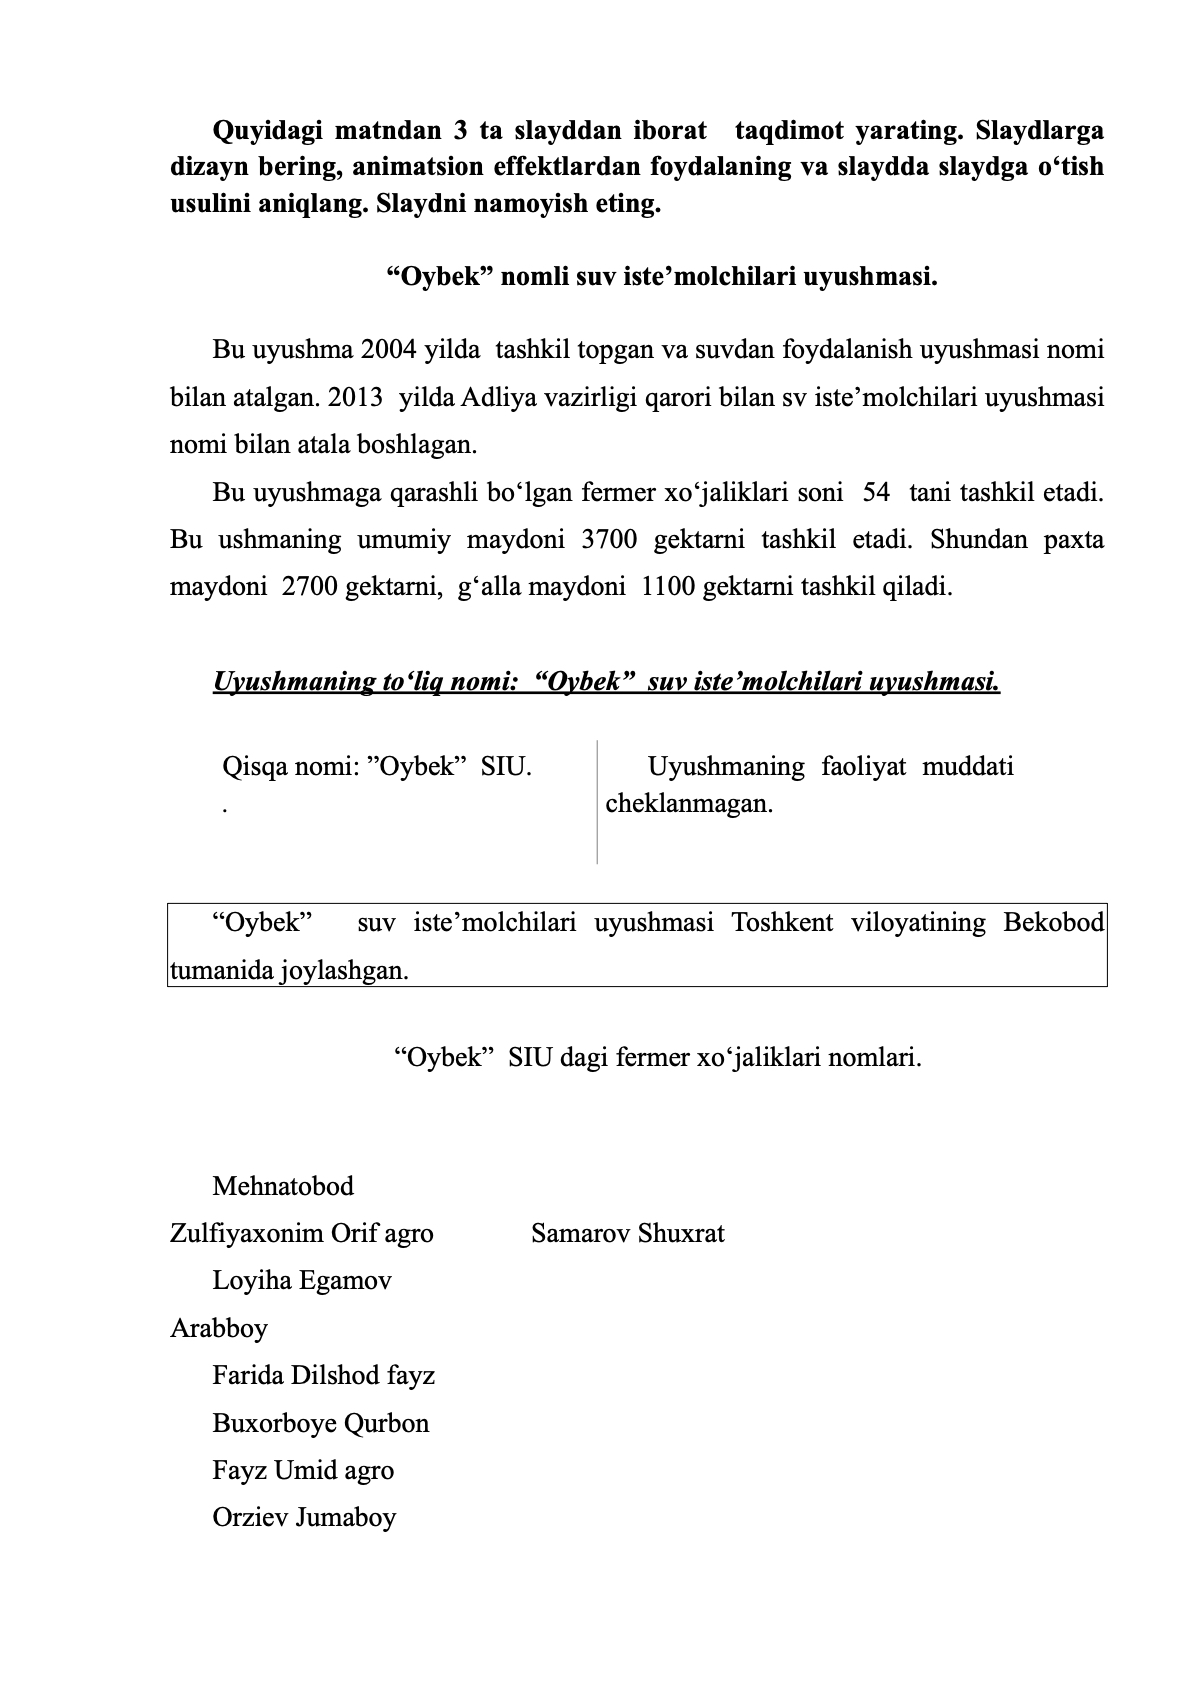 Quyidagi matndan 3 ta slayddan iborat taqdimot yarating. Slaydlarga
dizayn bering, animatsion effektlardan foydalaning va slaydda slaydga o‘tish
usulini aniqlang. Slaydni namoyish eting.
“Oybek” nomli suv iste’molchilari uyushmasi.
Bu uyushma 2004 yilda tashkil topgan va suvdan foydalanish uyushmasi nomi
bilan atalgan. 2013 yilda Adliya vazirligi qarori bilan sv iste’molchilari uyushmasi
nomi bilan atala boshlagan.
Bu uyushmaga qarashli bo‘lgan fermer xo‘jaliklari soni 54 tani tashkil etadi.
Bu ushmaning umumiy maydoni 3700 gektarni tashkil etadi. Shundan paxta
maydoni 2700 gektarni, g‘alla maydoni 1100 gektarni tashkil qiladi.
Uyushmaning to‘liq nomi: “Oybek” suv iste’molchilari uyushmasi.
Qisqa nomi: ”Oybek” SIU.
.
Uyushmaning faoliyat muddati
cheklanmagan.
“Oybek” suv iste’molchilari uyushmasi Toshkent viloyatining Bekobod
tumanida joylashgan.
“Oybek” SIU dagi fermer xo‘jaliklari nomlari.
Mehnatobod
Zulfiyaxonim Orif agro Samarov Shuxrat
Loyiha Egamov
Arabboy
Farida Dilshod fayz
Buxorboye Qurbon
Fayz Umid agro
Orziev Jumaboy